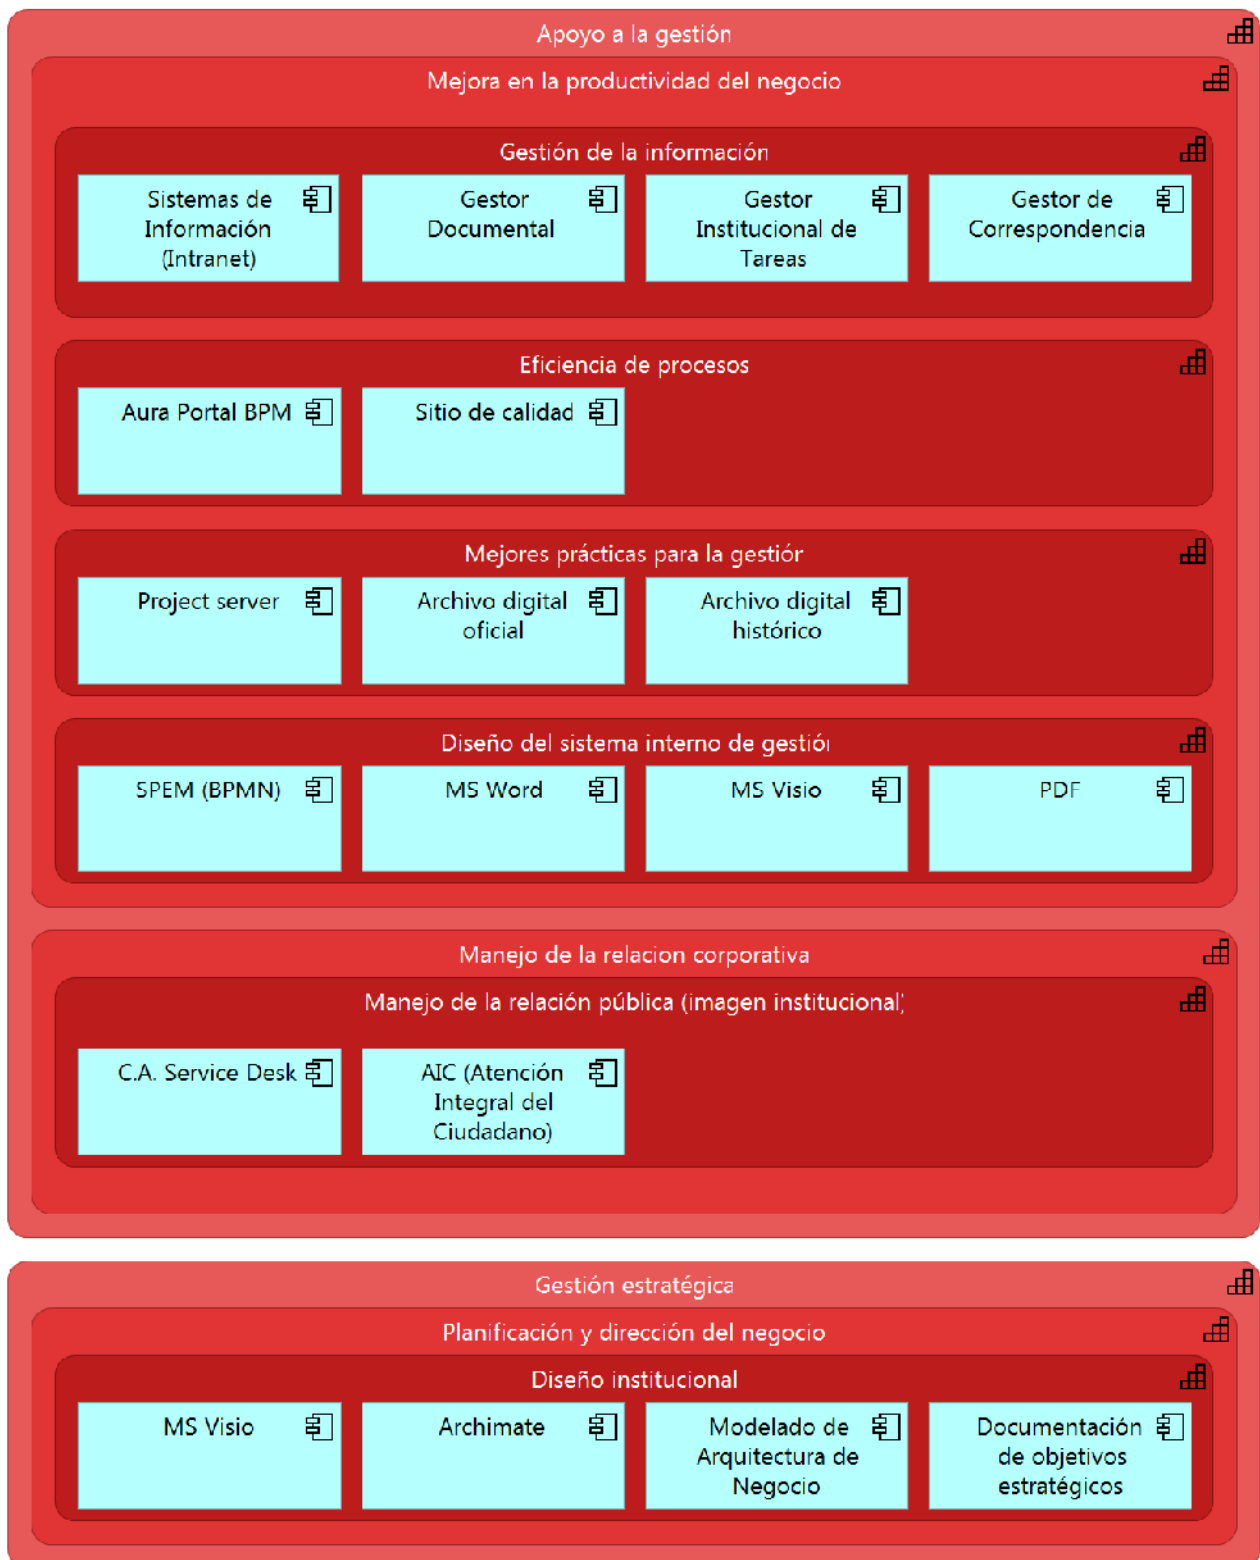 Apoyo a la gestión
Mejora en la productividad del negocio
Gestión de la información
Sistemas de
Información
(Intranet)
Gestor
Documental
Gestor
Institucional de
Tareas
Gestor de
Correspondencia
Eficiencia de procesos
Aura Portal BPM
Sitio de calidad
Mejores prácticas para la gestión
Project server
Archivo digital
oficial
Archivo digital
histórico
Diseño del sistema interno de gestión
SPEM (BPMN)
MS Word
MS Visio
PDF
Manejo de la relacion corporativa
Manejo de la relación pública (imagen institucional)
C.A. Service Desk
AIC (Atención
Integral del
Ciudadano)
Gestión estratégica
Planificación y dirección del negocio
Diseño institucional
MS Visio
Archimate
Modelado de
Arquitectura de
Negocio
Documentación
de objetivos
estratégicos